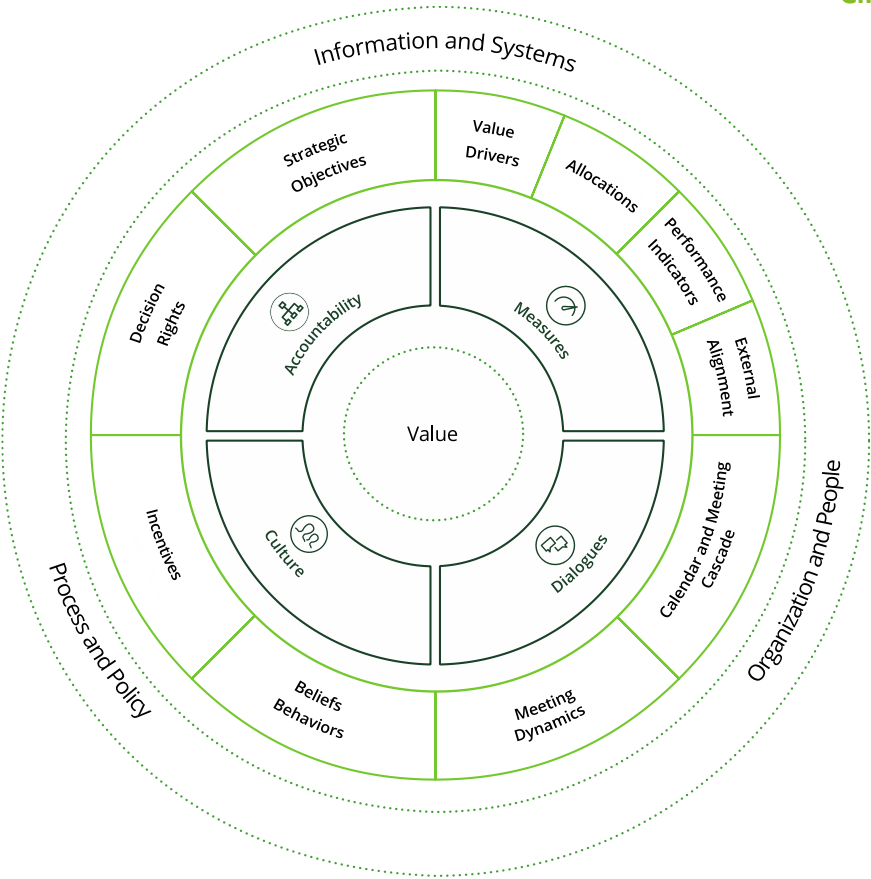 Information and Systems
Strategic
Objectives
Value
Drivers
Allocations
Performance
Indicators
External
Alignment
Decision
Rights
Accountability
Measures
Value
Calendar and Meeting
Cascade
Organization and People
Incentives
Culture
Dialogues
Process and Policy
Beliefs
Behaviors
Meeting
Dynamics